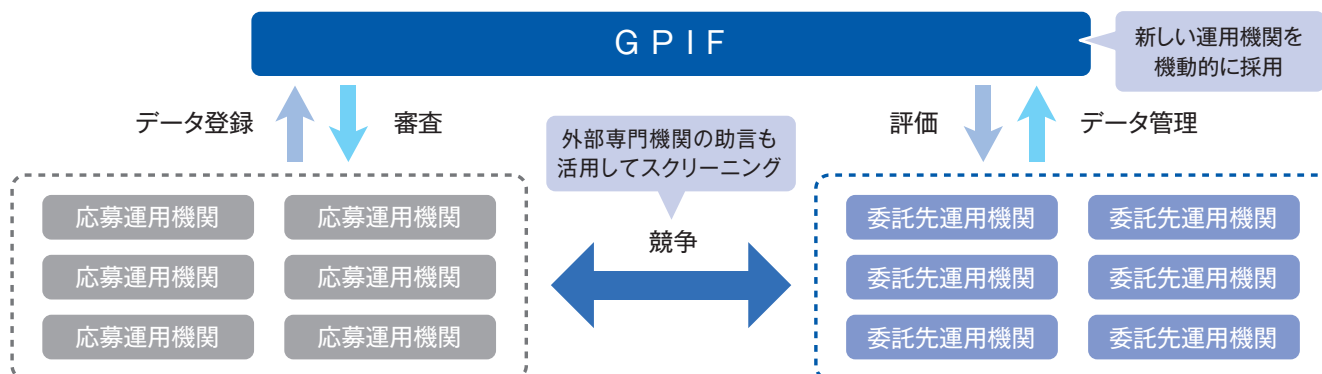 GPIF
新しい運用機関を
機動的に採用
データ登録
審査
評価
データ管理
外部専門機関の助言も
活用してスクリーニング
競争
応募運用機関 応募運用機関
応募運用機関 応募運用機関
応募運用機関 応募運用機関
委託先運用機関 委託先運用機関
委託先運用機関 委託先運用機関
委託先運用機関 委託先運用機関